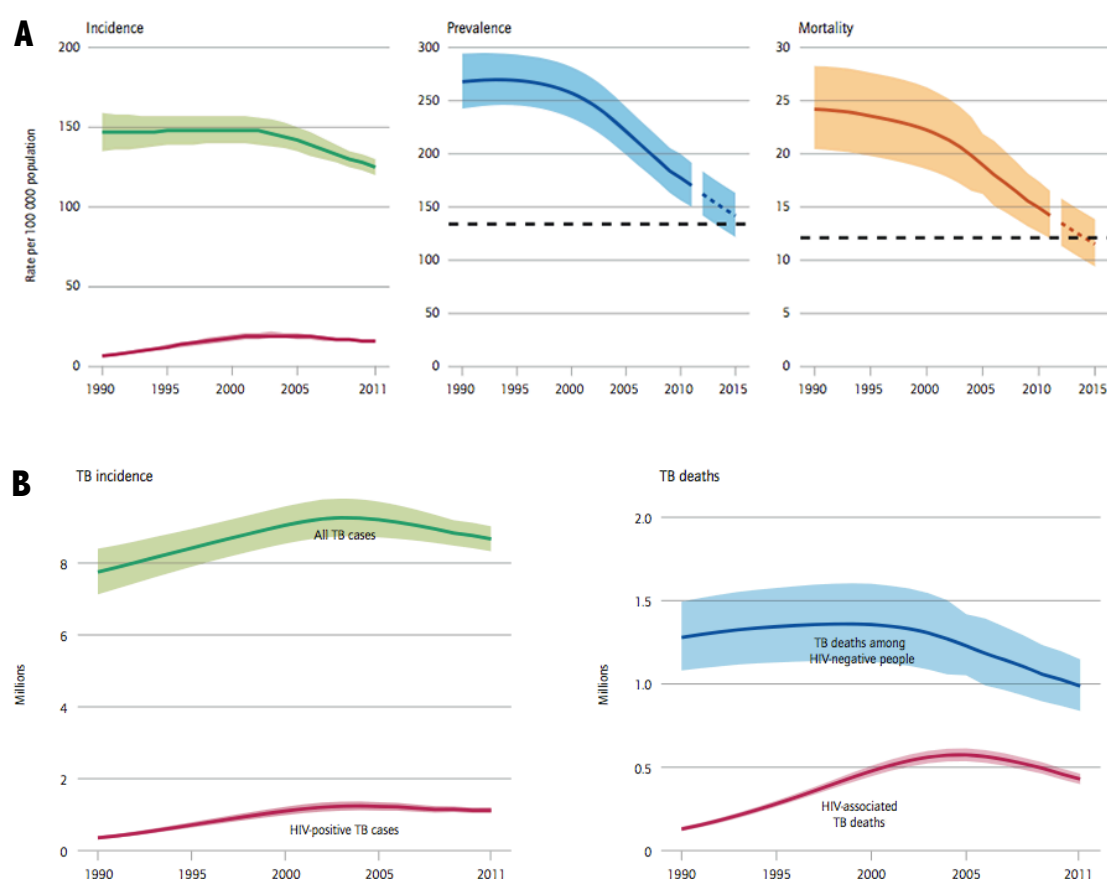 A
Incidence
Prevalence
Mortality
Rate per 100 000 population
200
150
100
50
0
1990 1995 2000 2005 2011
300
250
200
150
100
50
0
1990 1995 2000 2005 2010 2015
30
25
20
15
10
5
0
1990 1995 2000 2005 2010 2015
B
TB incidence
Millions
8
6
4
2
0
All TB cases
HIV-positive TB cases
1990 1995 2000 2005 2011
TB deaths
Millions
2.0
1.5
1.0
0.5
0
TB deaths among
HIV-negative people
HIV-associated
TB deaths
1990 1995 2000 2005 2011